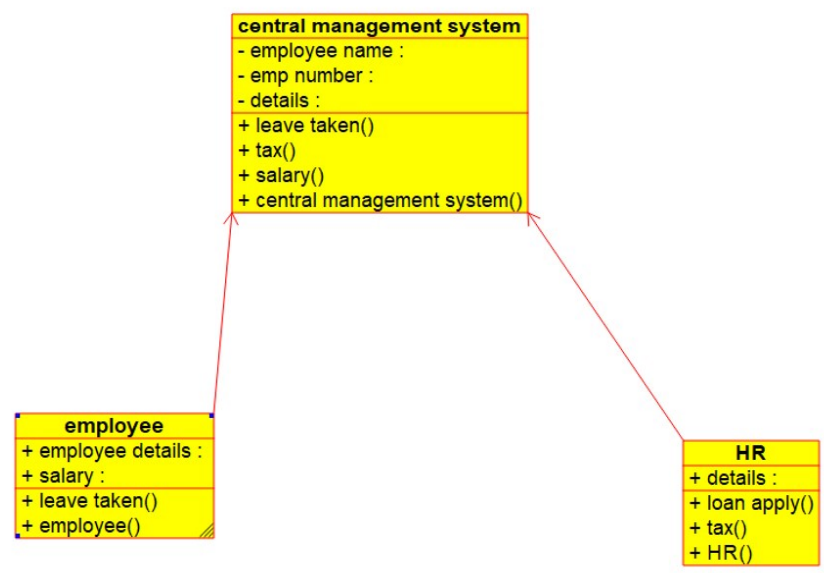 central management system
- employee name :
- emp number :
- details :
+ leave taken()
+ tax()
+ salary()
+ central management system()
employee
+ employee details :
+ salary :
+ leave taken()
+ employee()
HR
+ details :
+ loan apply()
+ tax()
+ HR()